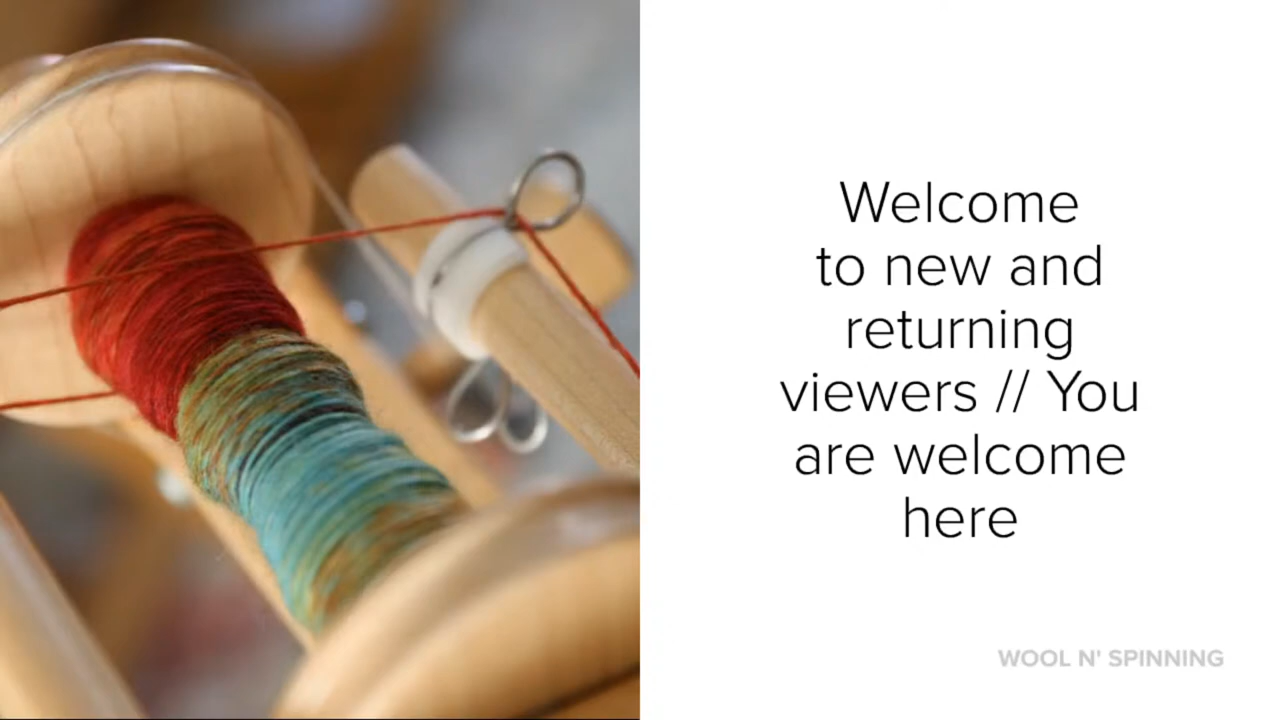 Welcome
to new and
returning
viewers // You
are welcome
here
WOOL N' SPINNING